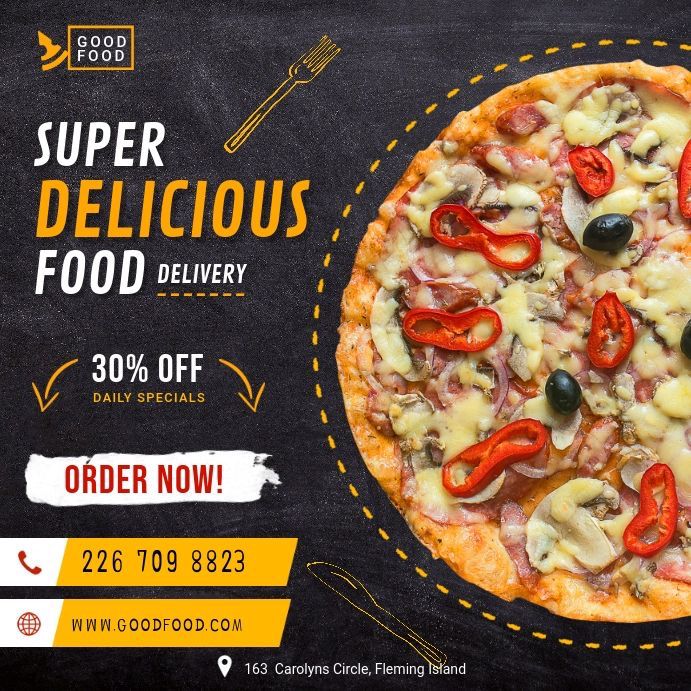 GOOD
FOOD
SUPER
DELICIOUS
FOOD DELIVERY
30% OFF
DAILY SPECIALS
ORDER NOW!
226 709 8823
WWW.GOODFOOD.COM
163 Carolyns Circle, Fleming Island